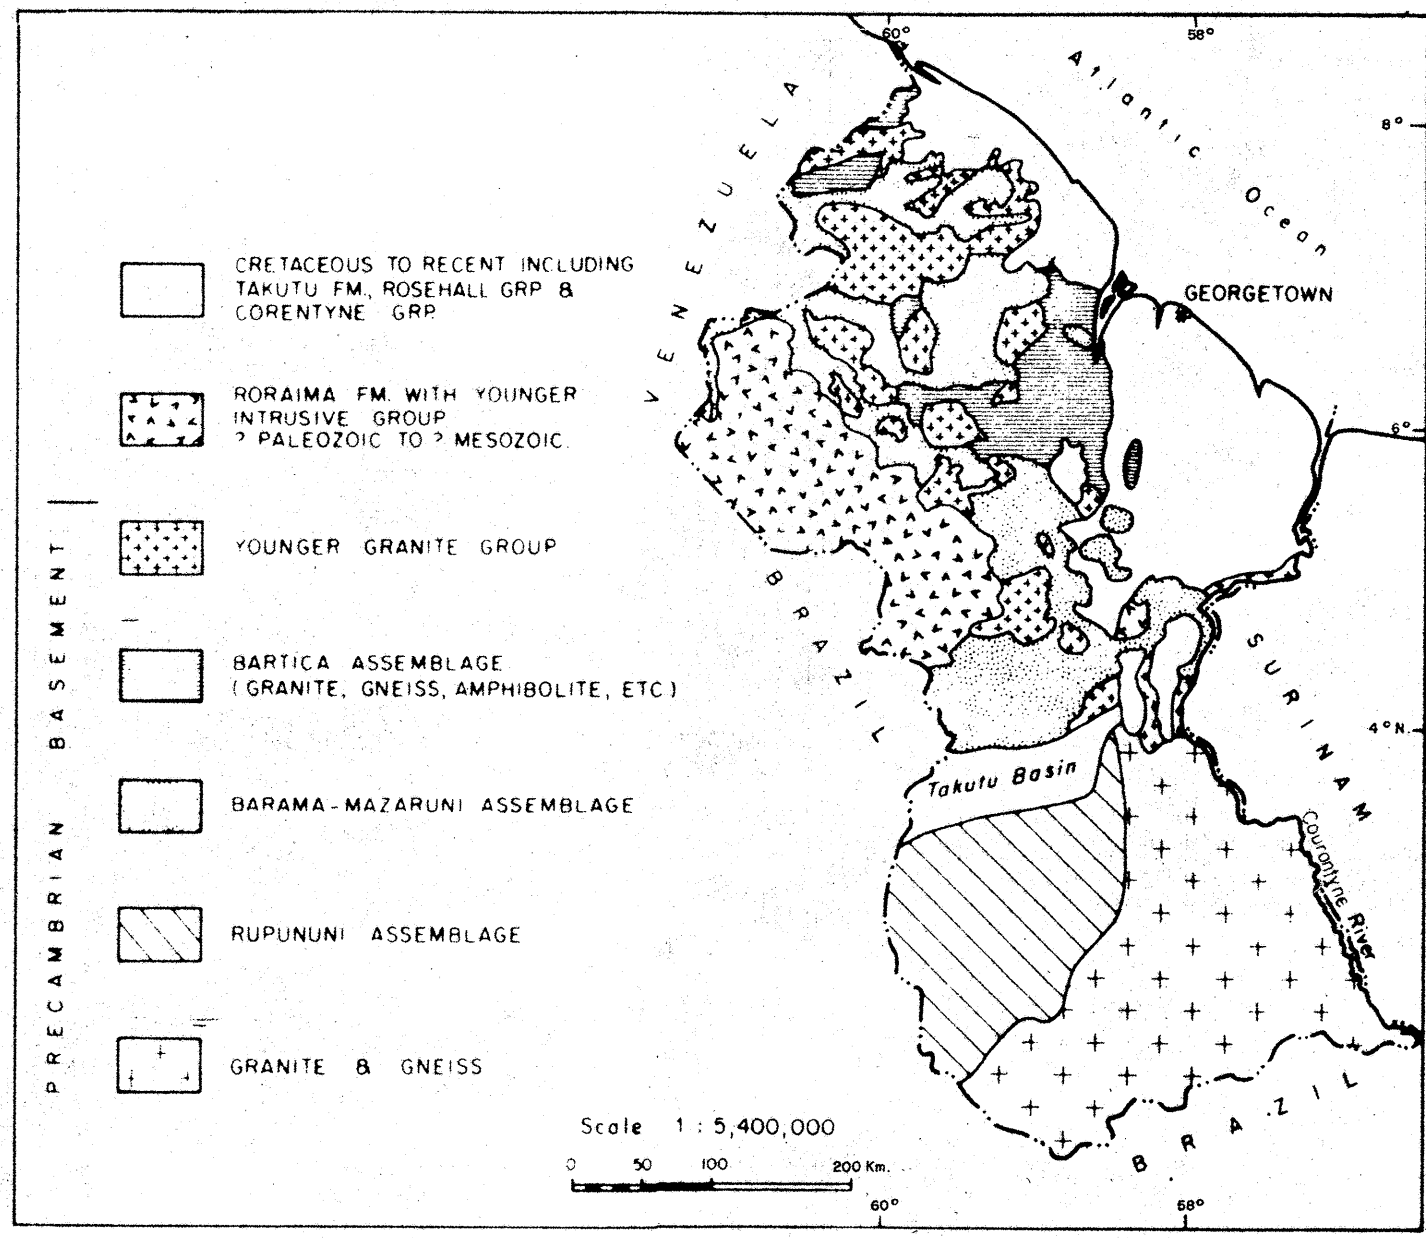 60°
58°
Atlantic Ocean
8°
VENEZUELA
CRETACEOUS TO RECENT INCLUDING
TAKUTU FM., ROSEHALL GRP &
CORENTYNE GRP.
GEORGETOWN
RORAIMA FM. WITH YOUNGER
INTRUSIVE GROUP
? PALEOZOIC TO ? MESOZOIC.
6°
YOUNGER GRANITE GROUP
BRAZIL
BARTICA ASSEMBLAGE
(GRANITE, GNEISS, AMPHIBOLITE, ETC)
SURINAM
4°N.
Takutu Basin
BARAMA-MAZARUNI ASSEMBLAGE
Courantyne River
RUPUNUNI ASSEMBLAGE
PRECAMBRIAN BASEMENT
GRANITE & GNEISS
BRAZIL
Scale 1 : 5,400,000
0 50 100 200 Km.
60°
58°